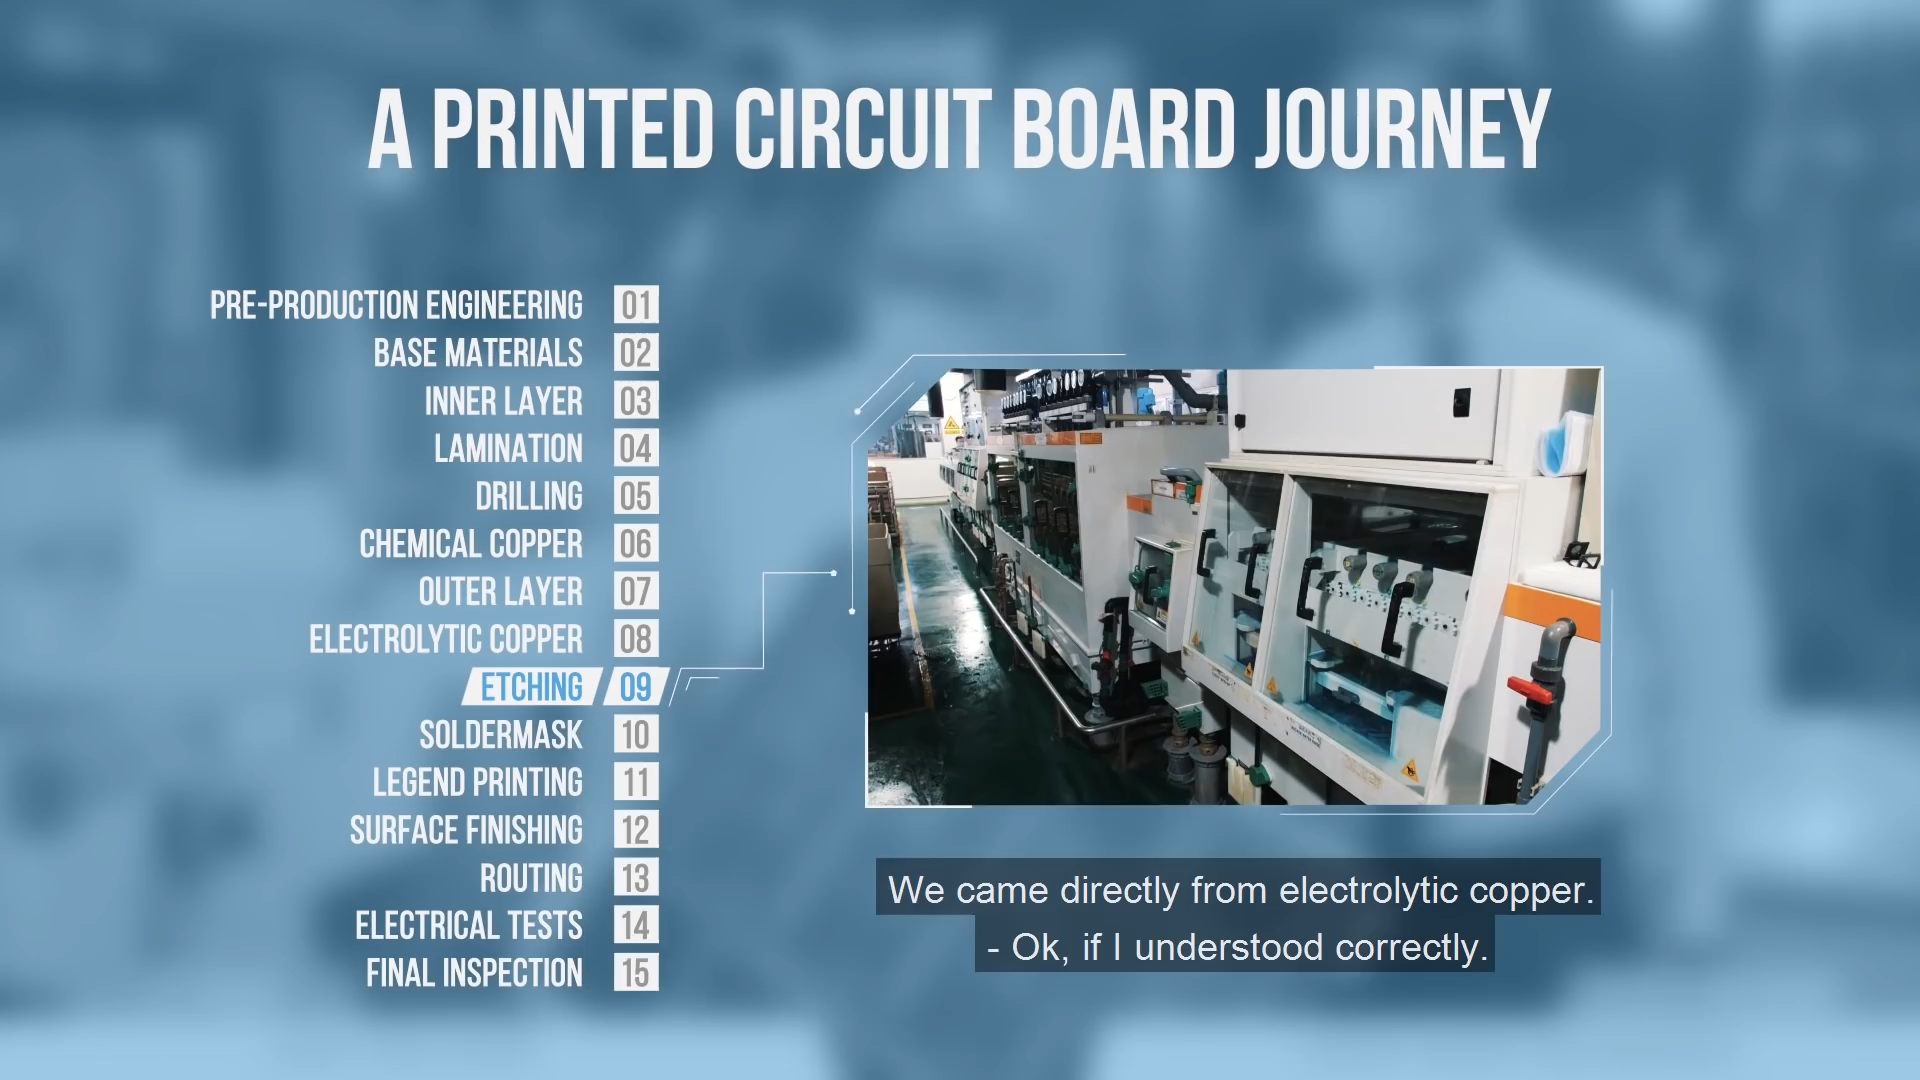 A PRINTED CIRCUIT BOARD JOURNEY
PRE-PRODUCTION ENGINEERING 01
BASE MATERIALS 02
INNER LAYER 03
LAMINATION 04
DRILLING 05
CHEMICAL COPPER 06
OUTER LAYER 07
ELECTROLYTIC COPPER 08
ETCHING 09
SOLDERMASK 10
LEGEND PRINTING 11
SURFACE FINISHING 12
ROUTING 13
ELECTRICAL TESTS 14
FINAL INSPECTION 15
We came directly from electrolytic copper.
- Ok, if I understood correctly.